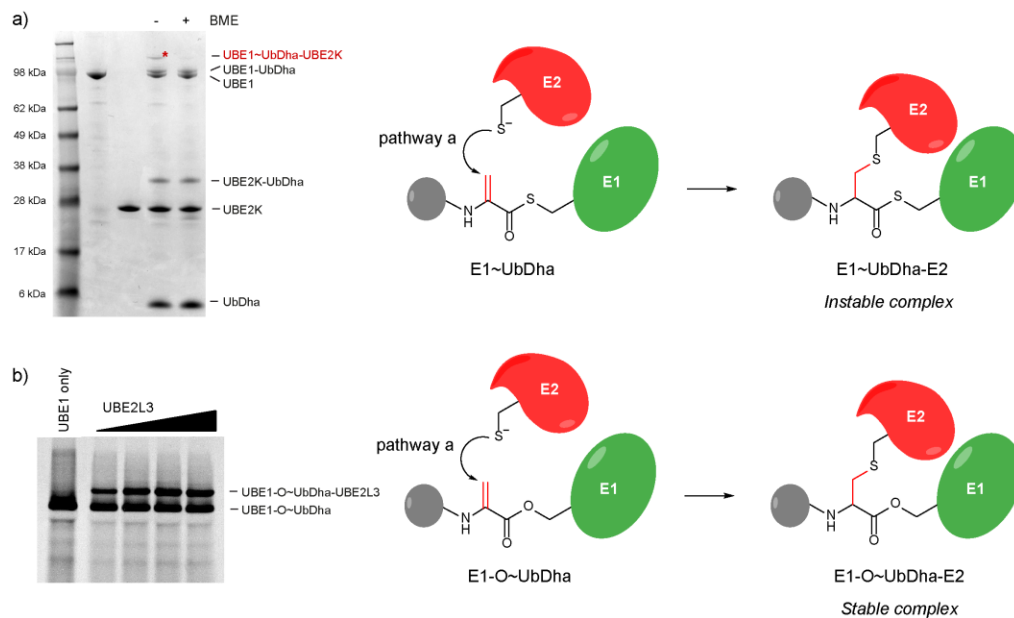 a)
- + BME
UBE1~UbDha-UBE2K
*
UBE1-UbDha
UBE1
98 kDa
62 kDa
49 kDa
38 kDa
28 kDa
17 kDa
6 kDa
UBE2K-UbDha
UBE2K
UbDha
E2
S–
pathway a
E1
N
H
S
O
E1~UbDha
E2
S
E1
N
H
S
O
E1~UbDha-E2
Instable complex
b)
UBE1 only
UBE2L3
UBE1-O~UbDha-UBE2L3
UBE1-O~UbDha
E2
S–
pathway a
E1
N
H
O
O
E1-O~UbDha
E2
S
E1
N
H
O
O
E1-O~UbDha-E2
Stable complex